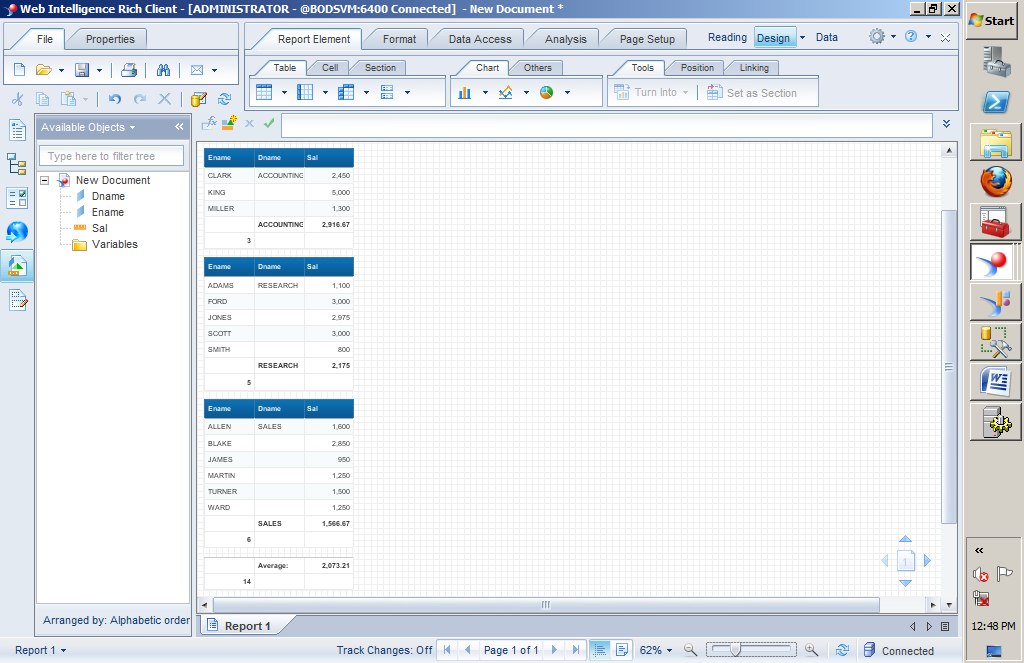 Web Intelligence Rich Client - [ADMINISTRATOR - @BODSVM:6400 Connected] - New Document *
Start
File Properties
Report Element Format Data Access Analysis Page Setup Reading Design Data
Table Cell Section Chart Others Tools Position Linking
Turn Into Set as Section
Available Objects
Type here to filter tree
New Document
Dname
Ename
Sal
Variables
Arranged by: Alphabetic order
Ename Dname Sal
CLARK ACCOUNTING 2,450
KING 5,000
MILLER 1,300
ACCOUNTING 2,916.67
3
Ename Dname Sal
ADAMS RESEARCH 1,100
FORD 3,000
JONES 2,975
SCOTT 3,000
SMITH 800
RESEARCH 2,175
5
Ename Dname Sal
ALLEN SALES 1,600
BLAKE 2,850
JAMES 950
MARTIN 1,250
TURNER 1,500
WARD 1,250
SALES 1,566.67
6
Average: 2,073.21
14
1
Report 1
Report 1 Track Changes: Off Page 1 of 1 62% Connected
12:48 PM